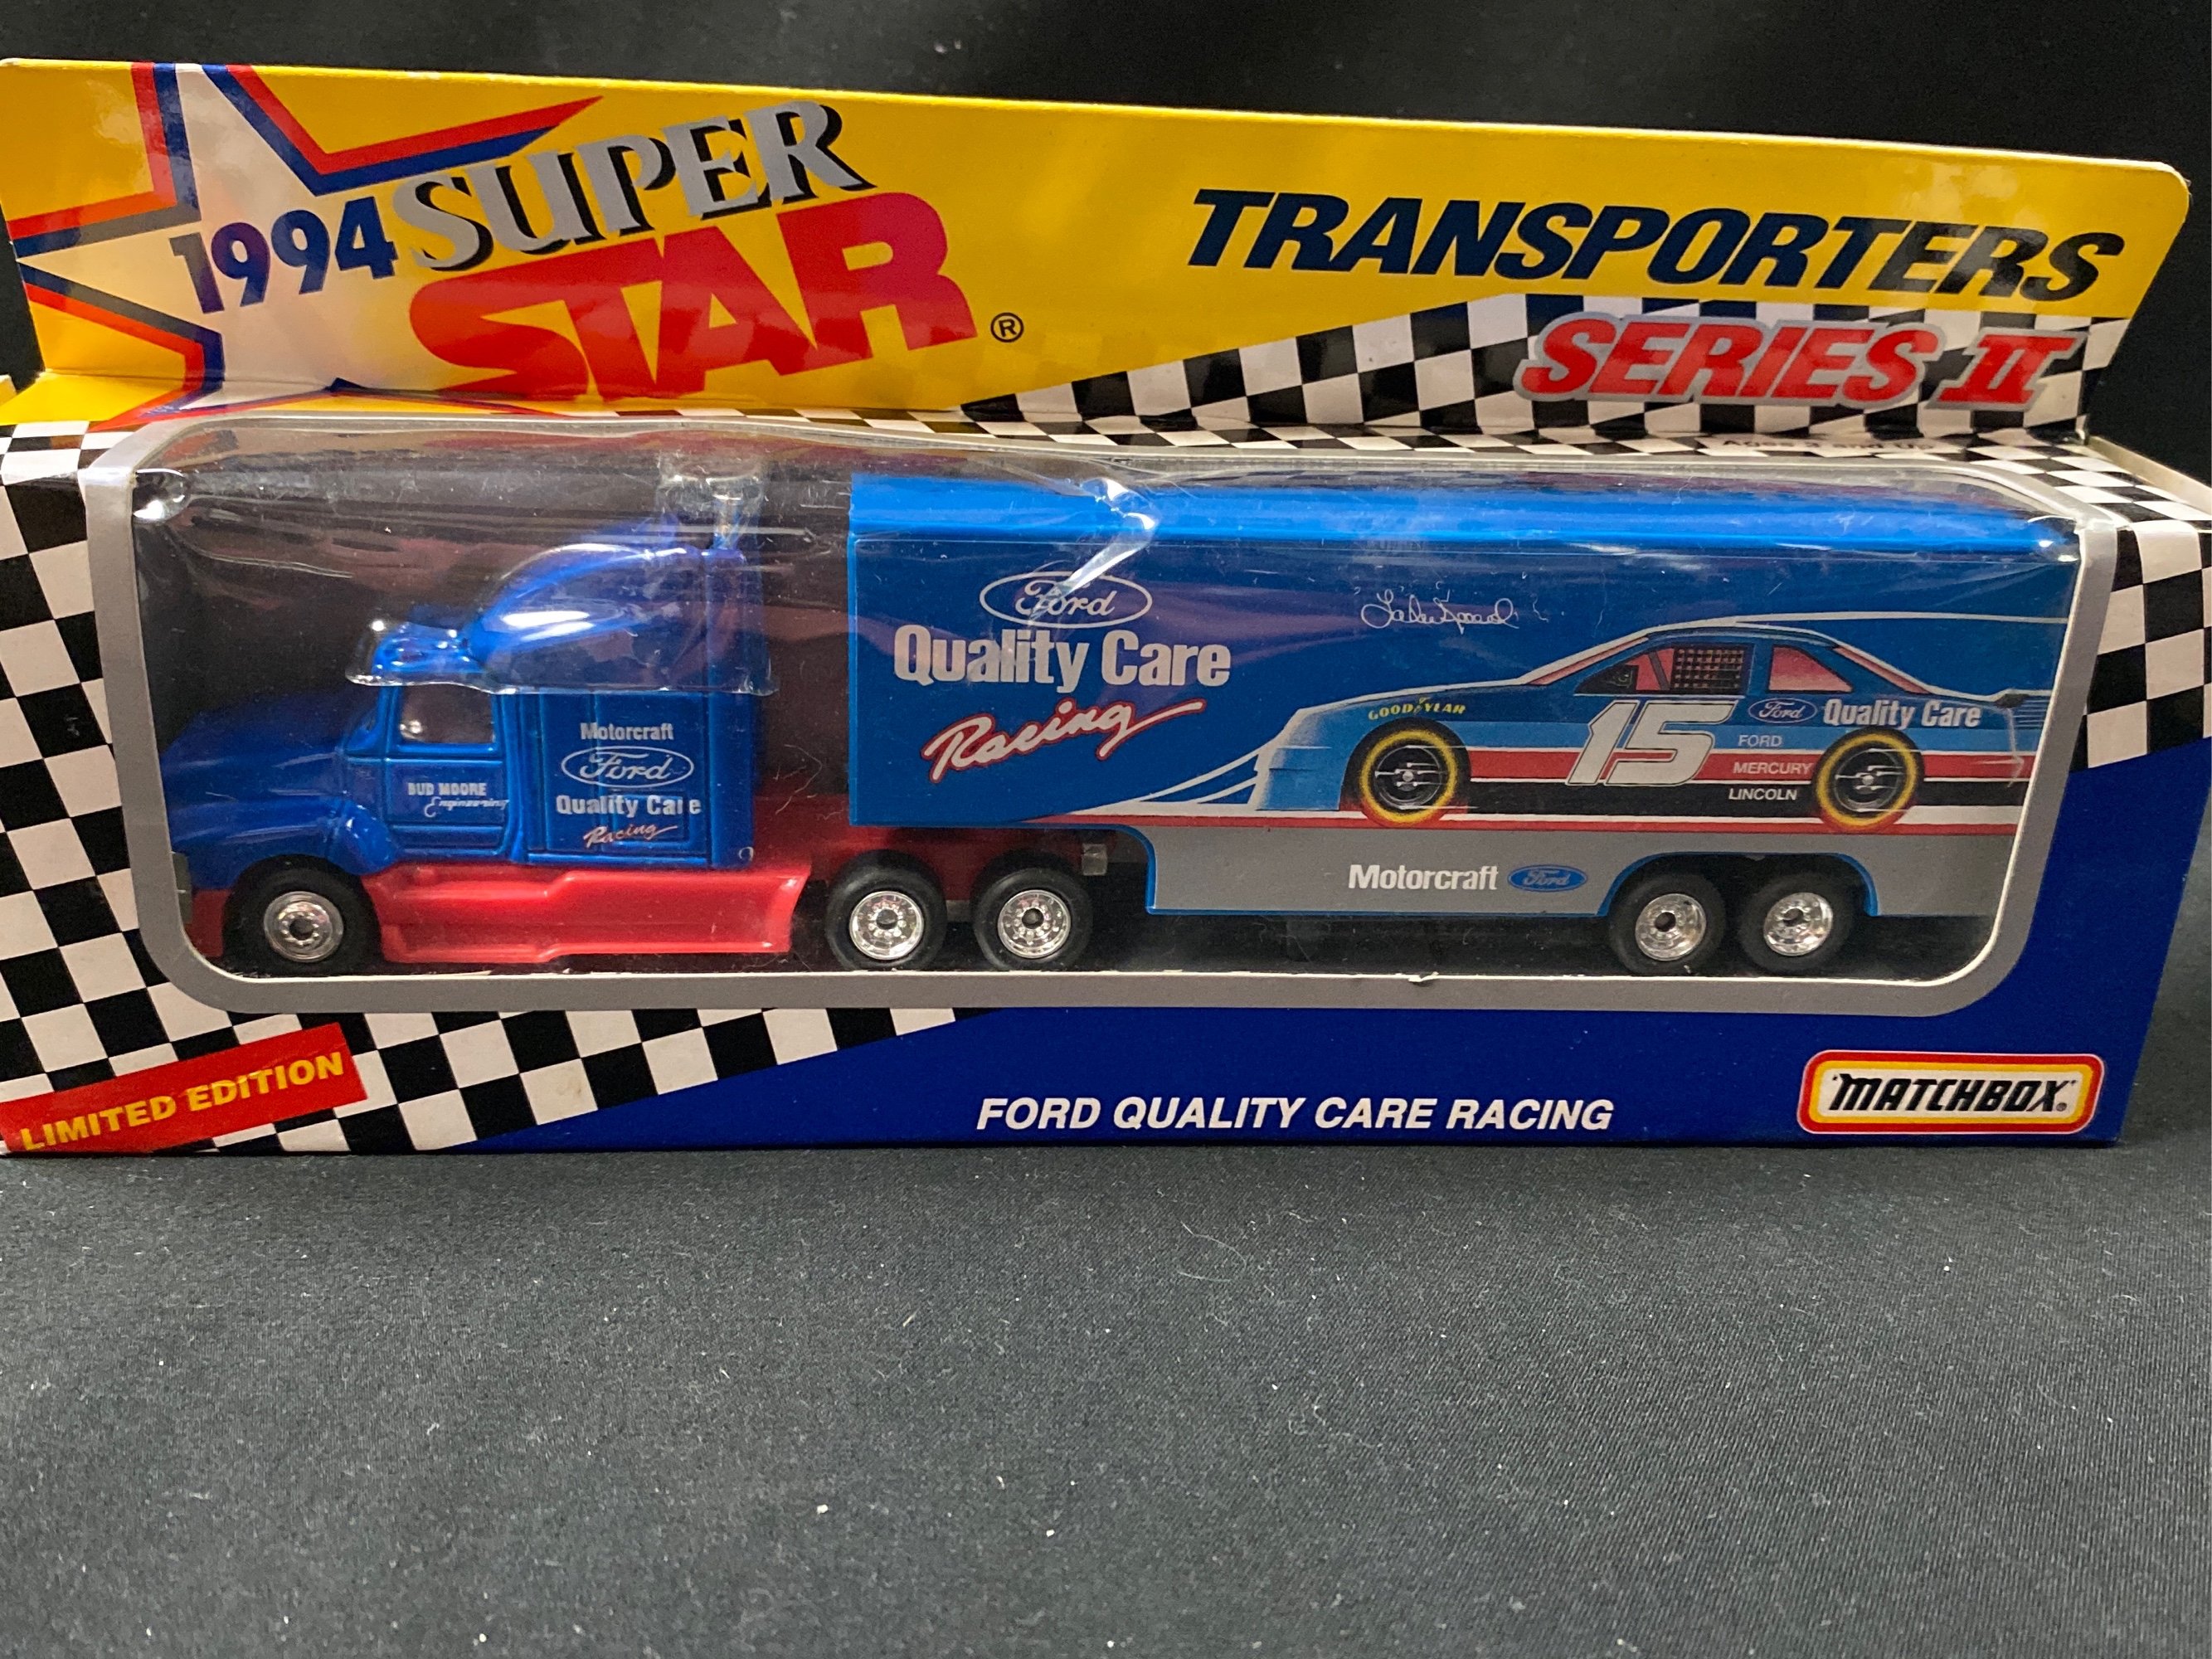 1994 SUPER
STAR ®
TRANSPORTERS
SERIES II
Ford
Quality Care
Racing
GOODYEAR
15
Ford Quality Care
FORD
MERCURY
LINCOLN
Motorcraft Ford
Motorcraft
Ford
Quality Care
Racing
BUD MOORE
Engineering
LIMITED EDITION
FORD QUALITY CARE RACING
"MATCHBOX"®